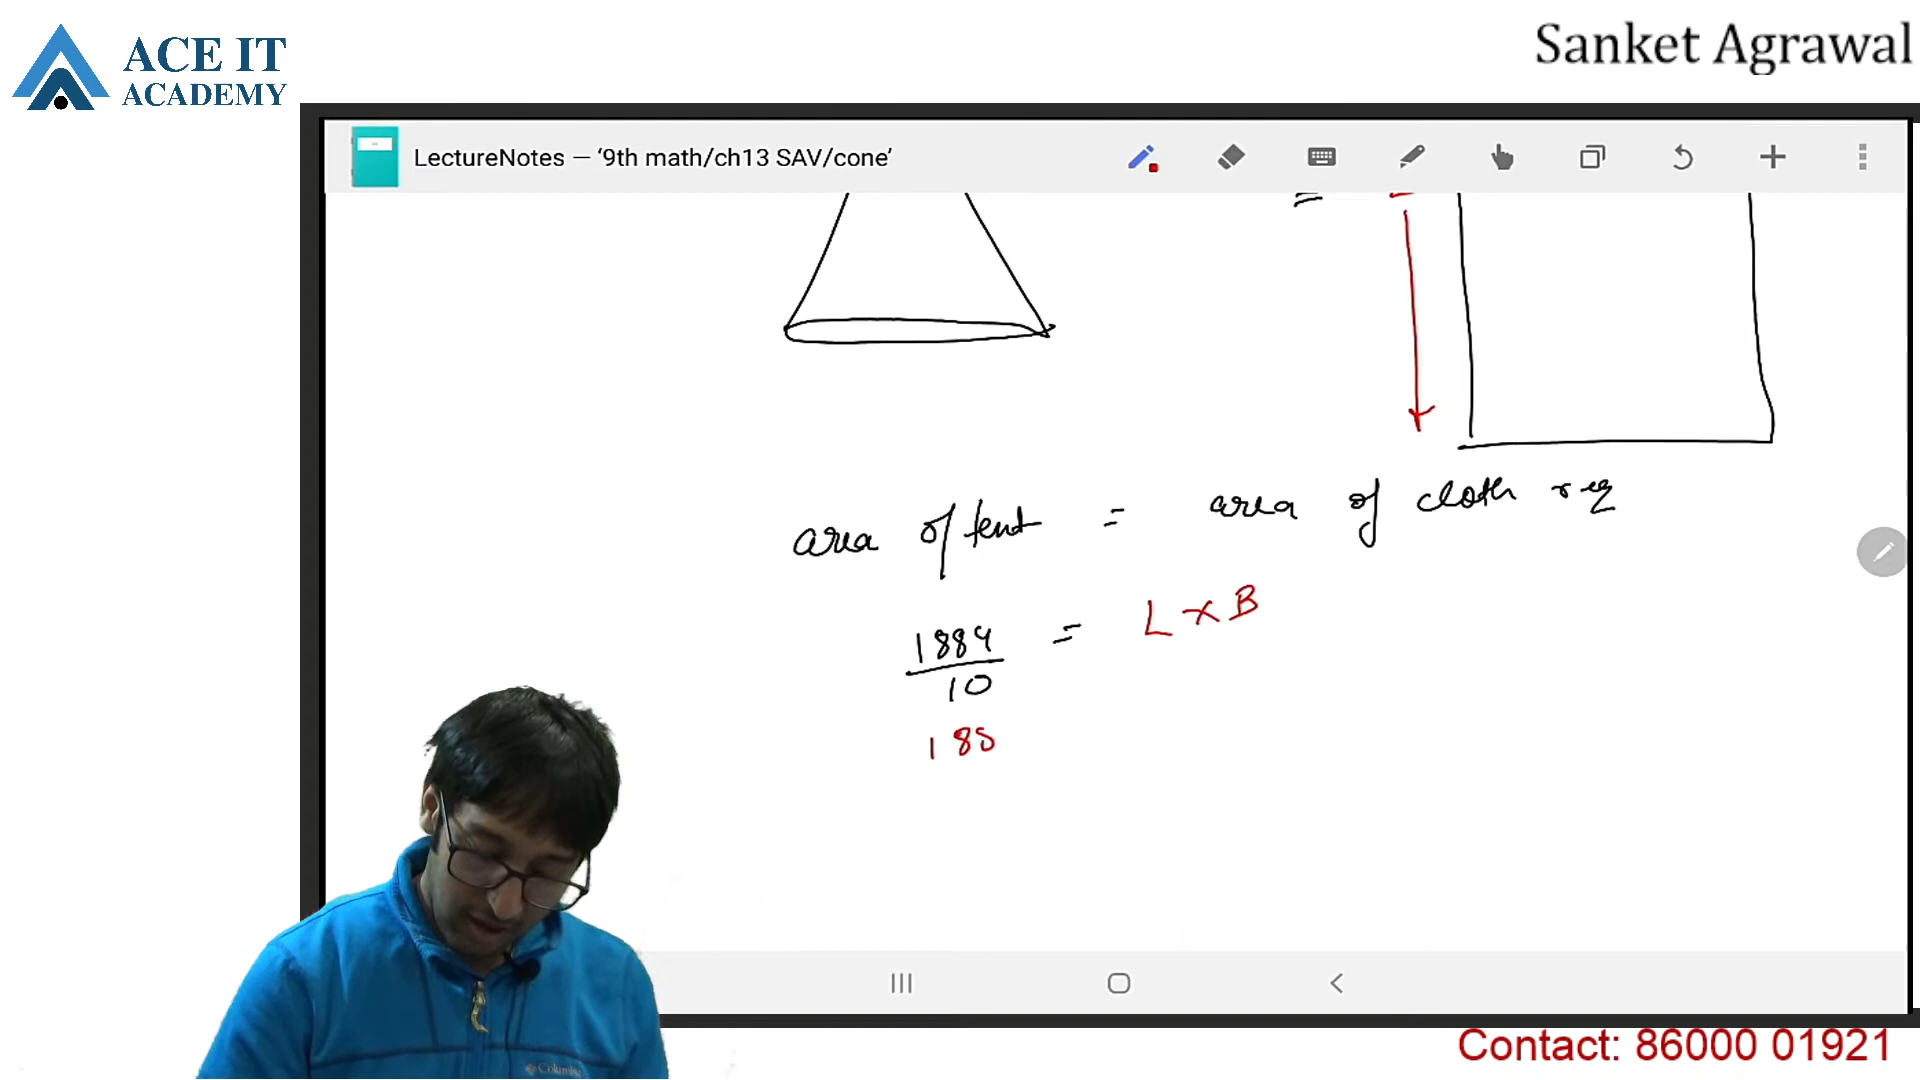 ACE IT
ACADEMY
Sanket Agrawal
LectureNotes — ‘9th math/ch13 SAV/cone’
=
area of tent = area of cloth req
1884
10
= L × B
188
Columbia
Contact: 86000 01921